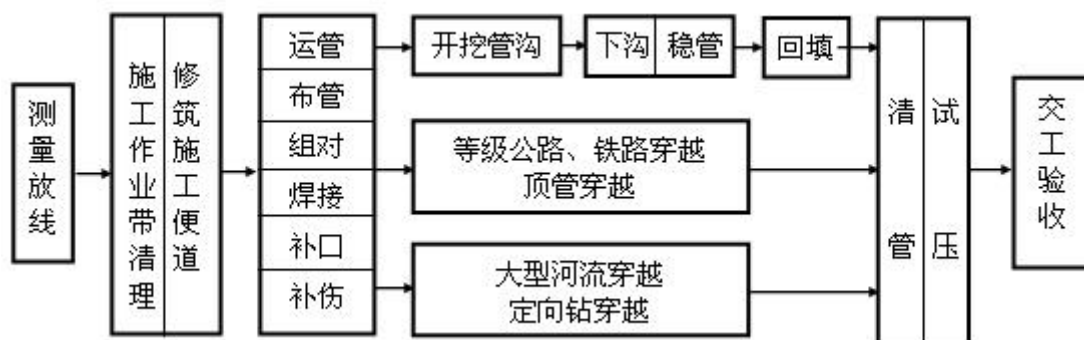 测量放线
施工作业带清理
修筑施工便道
运管
布管
组对
焊接
补口
补伤
开挖管沟
下沟
稳管
回填
等级公路、铁路穿越
顶管穿越
大型河流穿越
定向钻穿越
清管
试压
交工验收